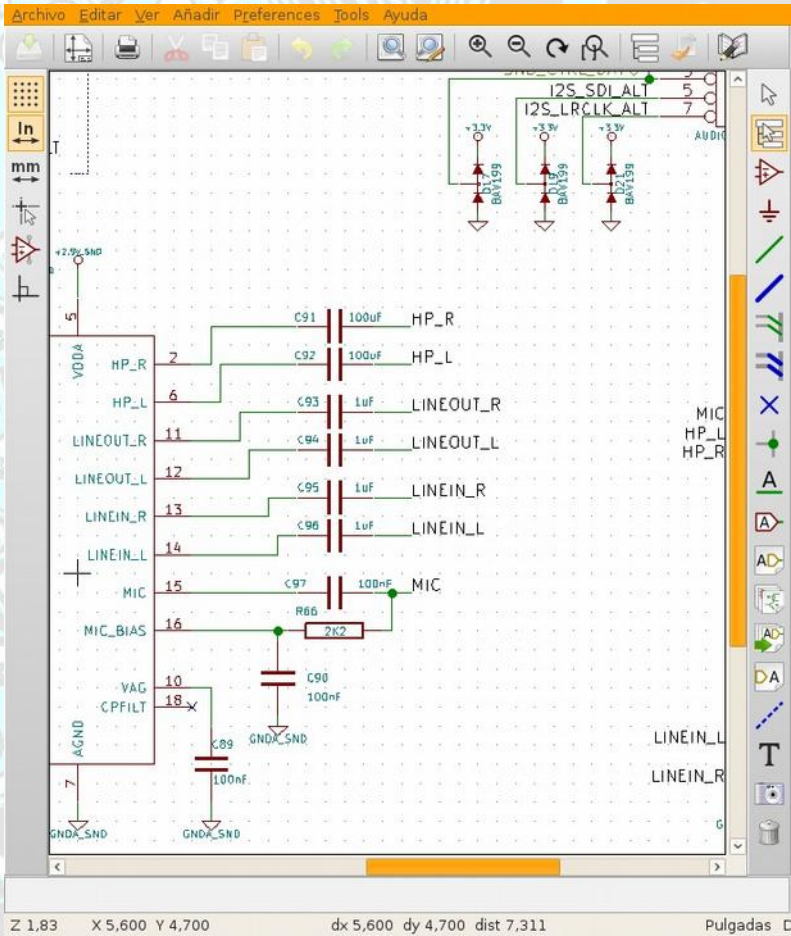 Archivo Editar Ver Añadir Preferences Tools Ayuda
In
mm
I2S_SDI_ALT 5
I2S_LRCLK_ALT 7
+3.3V +3.3V +3.3V
D17 BAV199
D19 BAV199
D21 BAV199
+2.9V_SND
5
VDDA
HP_R 2 C91 100uF HP_R
HP_L 6 C92 100uF HP_L
LINEOUT_R 11 C93 1uF LINEOUT_R
LINEOUT_L 12 C94 1uF LINEOUT_L
LINEIN_R 13 C95 1uF LINEIN_R
LINEIN_L 14 C96 1uF LINEIN_L
MIC 15 C97 100nF MIC
R66
MIC_BIAS 16 2K2
C90
100nF
VAG 10
CPFILT 18
GNDA_SND
C89
100nF
AGND
7
GNDA_SND GNDA_SND
MIC
HP_L
HP_R
LINEIN_L
LINEIN_R
G
A
A
AD
AD
DA
T
Z 1,83 X 5,600 Y 4,700 dx 5,600 dy 4,700 dist 7,311 Pulgadas